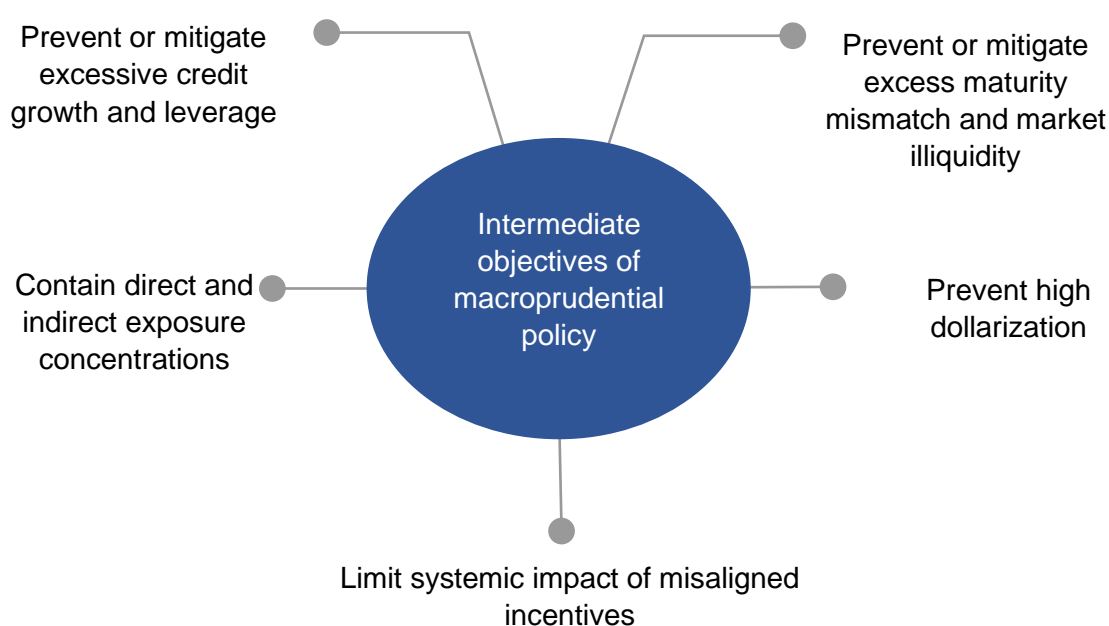 Prevent or mitigate
excessive credit
growth and leverage
Prevent or mitigate
excess maturity
mismatch and market
illiquidity
Intermediate
objectives of
macroprudential
policy
Contain direct and
indirect exposure
concentrations
Prevent high
dollarization
Limit systemic impact of misaligned
incentives